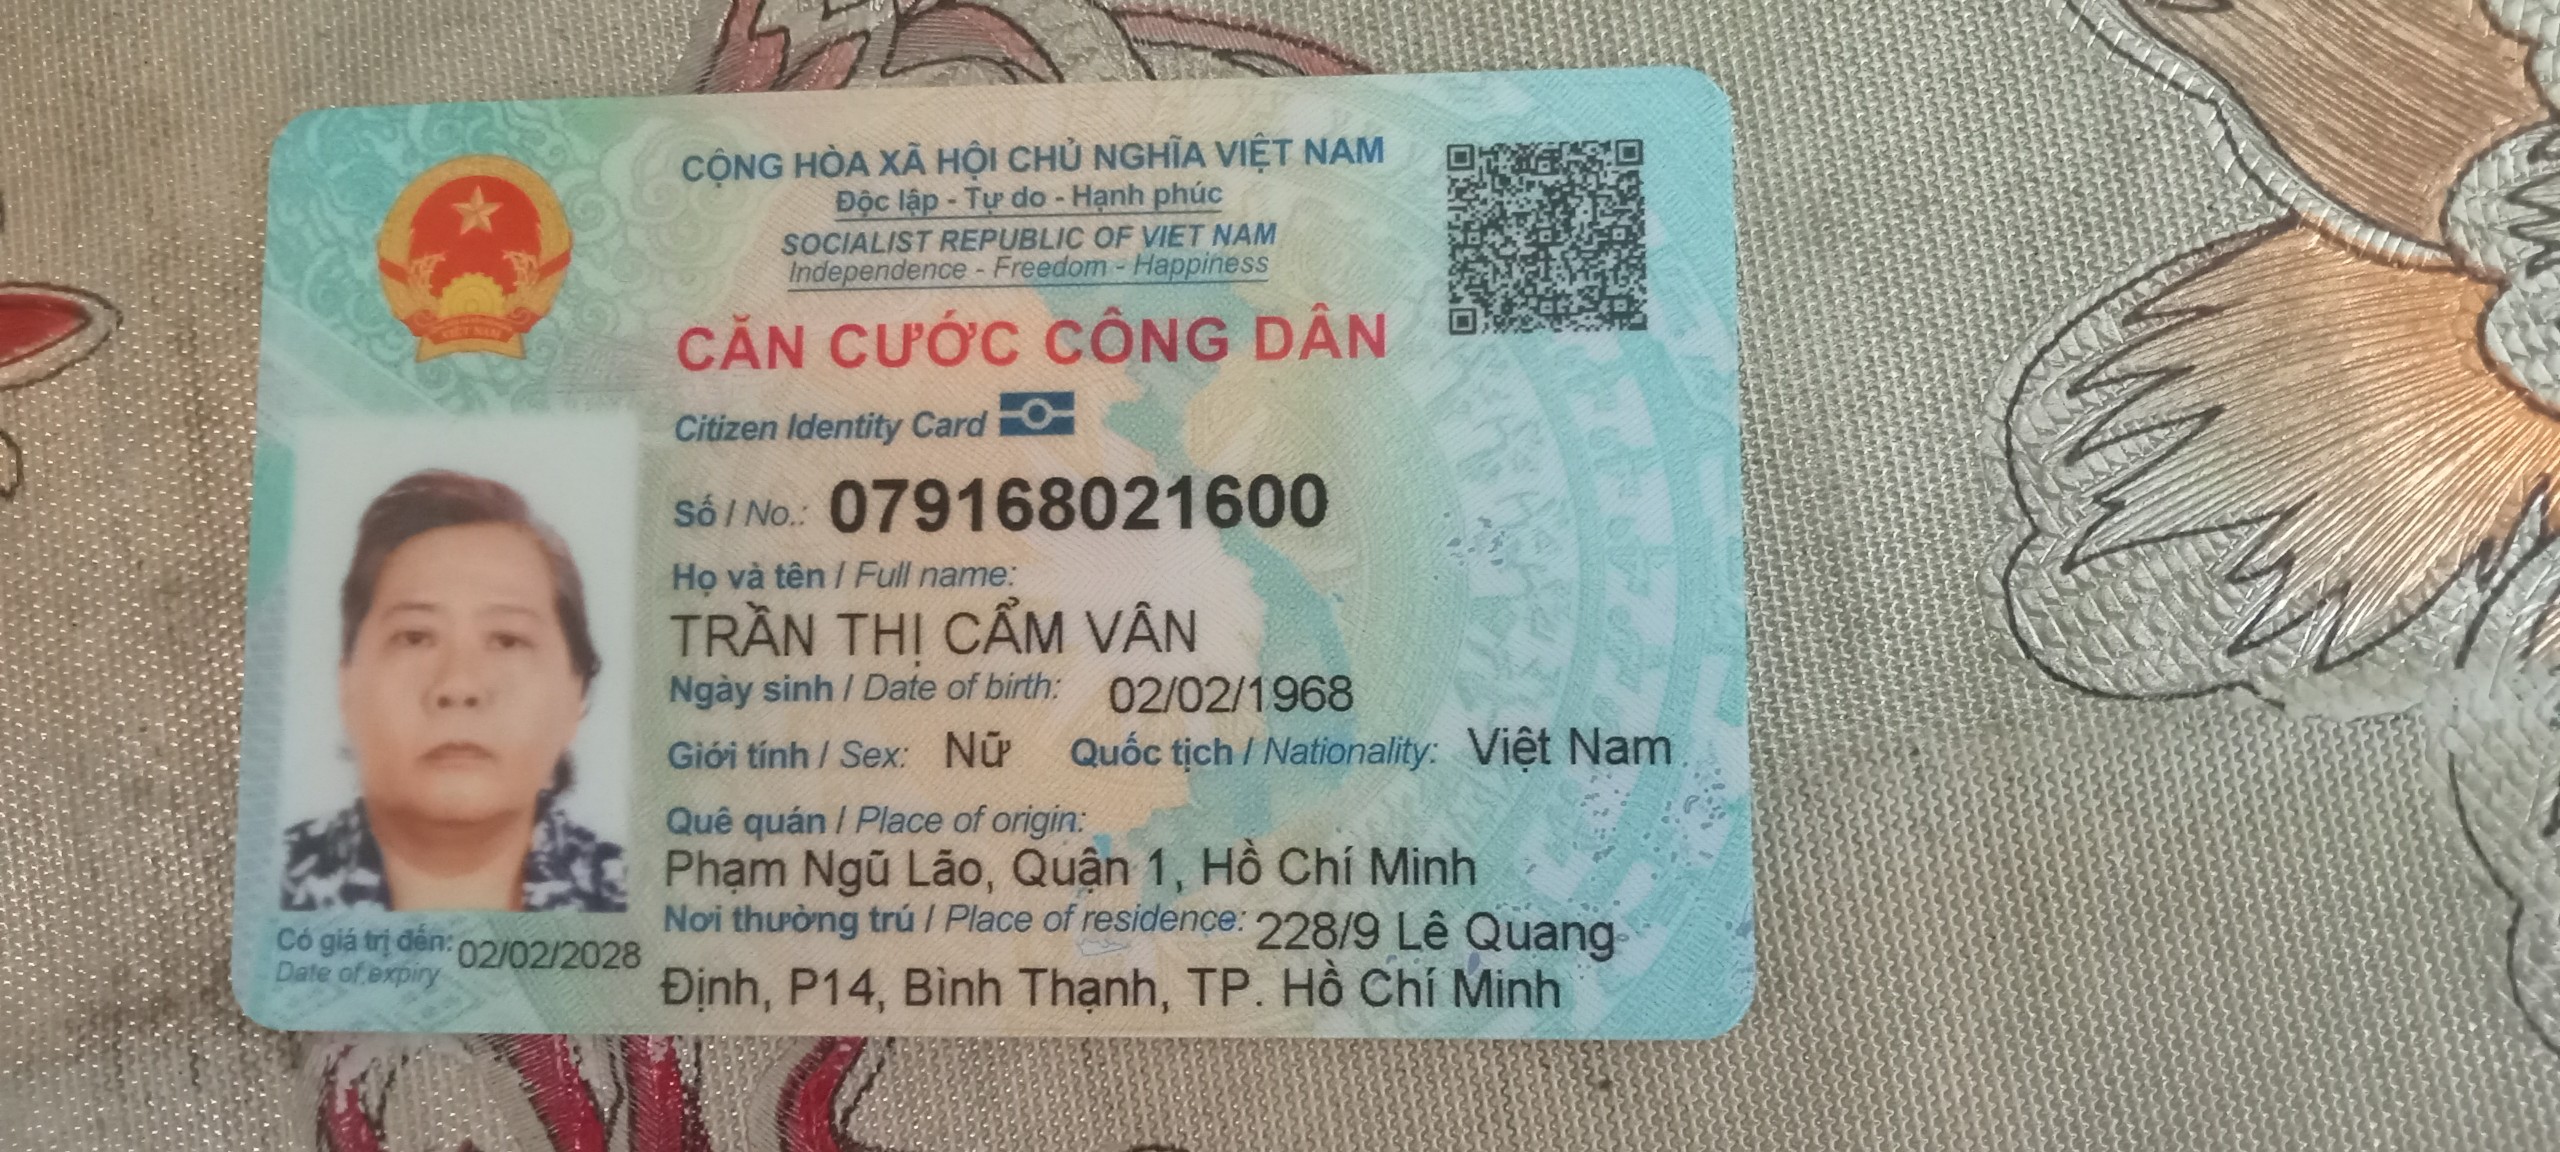 CỘNG HÒA XÃ HỘI CHỦ NGHĨA VIỆT NAM
Độc lập - Tự do - Hạnh phúc
SOCIALIST REPUBLIC OF VIET NAM
Independence - Freedom - Happiness
CĂN CƯỚC CÔNG DÂN
Citizen Identity Card
Số / No.: 079168021600
Họ và tên / Full name:
TRẦN THỊ CẨM VÂN
Ngày sinh / Date of birth: 02/02/1968
Giới tính / Sex: Nữ Quốc tịch / Nationality: Việt Nam
Quê quán / Place of origin:
Phạm Ngũ Lão, Quận 1, Hồ Chí Minh
Nơi thường trú / Place of residence: 228/9 Lê Quang
Định, P14, Bình Thạnh, TP. Hồ Chí Minh
Có giá trị đến: 02/02/2028
Date of expiry
VIỆT NAM